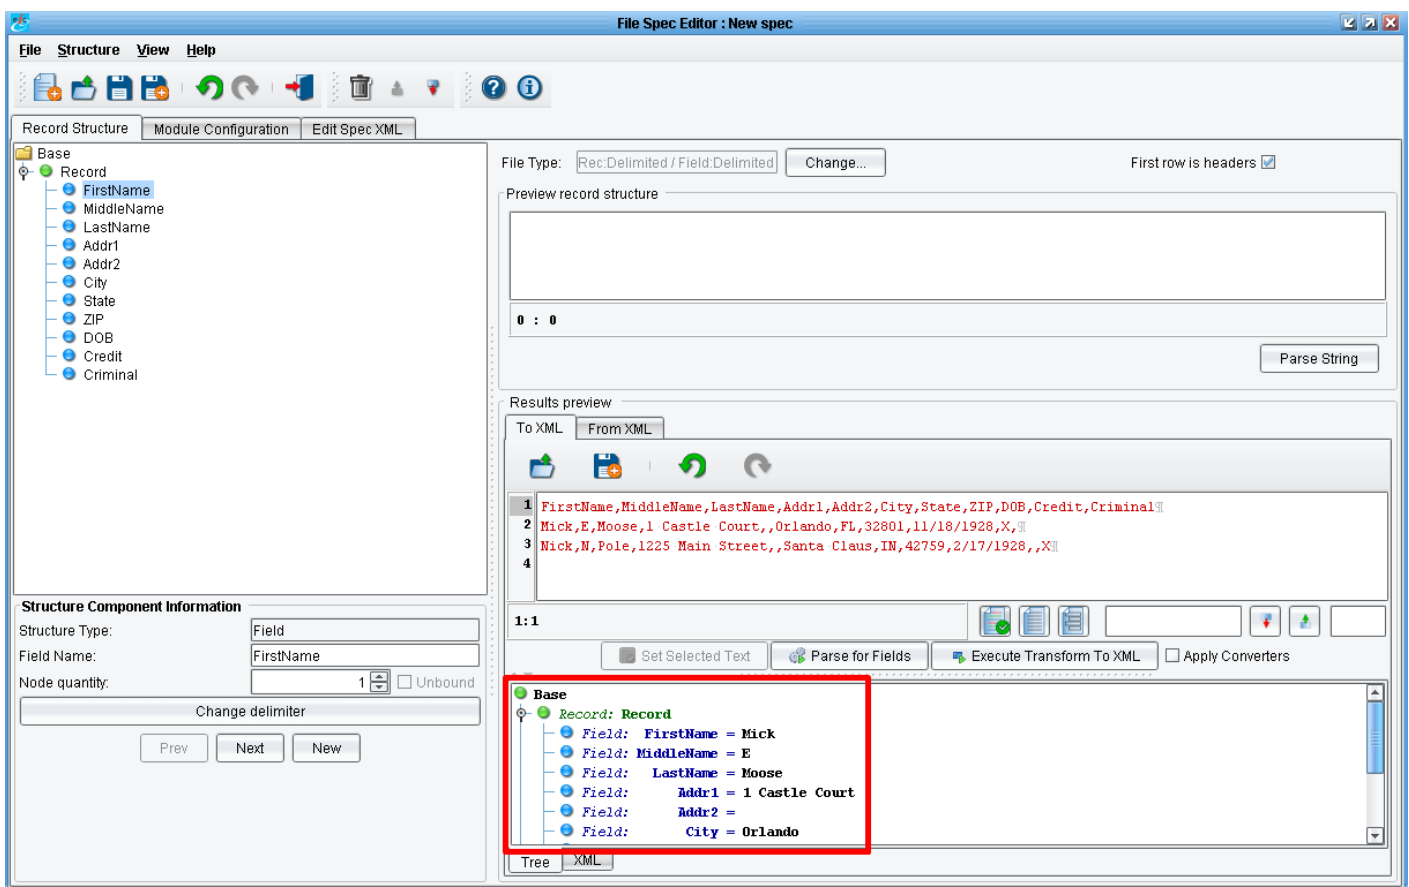 File Spec Editor : New spec
File Structure View Help
Record Structure Module Configuration Edit Spec XML
Base
Record
FirstName
MiddleName
LastName
Addr1
Addr2
City
State
ZIP
DOB
Credit
Criminal
Structure Component Information
Structure Type: Field
Field Name: FirstName
Node quantity: 1 Unbound
Change delimiter
Prev Next New
File Type: Rec:Delimited / Field:Delimited Change... First row is headers
Preview record structure
0 : 0
Parse String
Results preview
To XML From XML
1 FirstName,MiddleName,LastName,Addr1,Addr2,City,State,ZIP,DOB,Credit,Criminal¶
2 Mick,E,Moose,1 Castle Court,,Orlando,FL,32801,11/18/1928,X,¶
3 Nick,N,Pole,1225 Main Street,,Santa Claus,IN,42759,2/17/1928,,X¶
4
1:1
Set Selected Text Parse for Fields Execute Transform To XML Apply Converters
Base
Record: Record
Field: FirstName = Mick
Field: MiddleName = E
Field: LastName = Moose
Field: Addr1 = 1 Castle Court
Field: Addr2 =
Field: City = Orlando
Tree XML